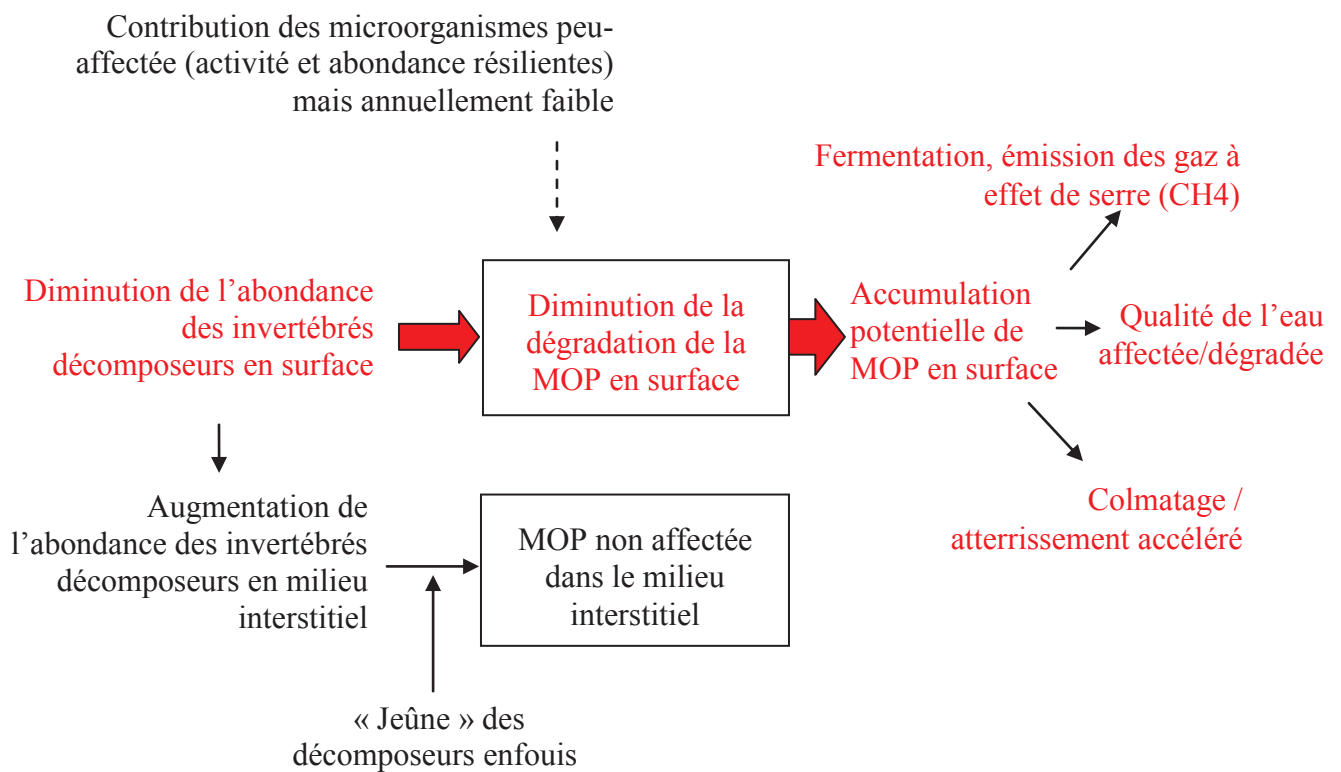 Contribution des microorganismes peu-
affectée (activité et abondance résilientes)
mais annuellement faible
Fermentation, émission des gaz à
effet de serre (CH4)
Diminution de l’abondance
des invertébrés
décomposeurs en surface
Diminution de la
dégradation de la
MOP en surface
Accumulation
potentielle de
MOP en surface
Qualité de l’eau
affectée/dégradée
Augmentation de
l’abondance des invertébrés
décomposeurs en milieu
interstitiel
MOP non affectée
dans le milieu
interstitiel
Colmatage /
atterrissement accéléré
« Jeûne » des
décomposeurs enfouis